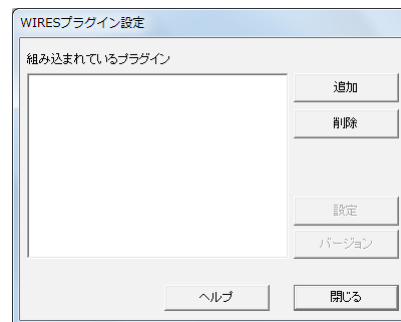 WIRESプラグイン設定
組み込まれているプラグイン
追加
削除
設定
バージョン
ヘルプ
閉じる